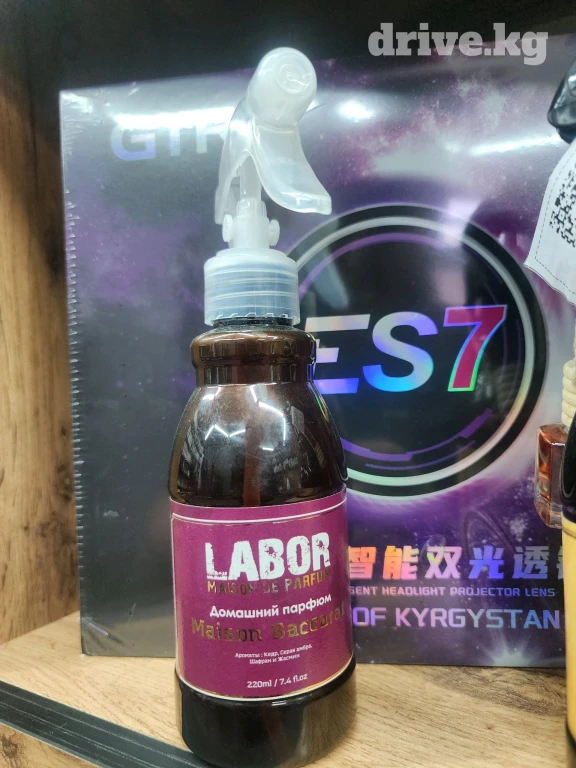 drive.kg
GTR
ES7
智能双光透
GENT HEADLIGHT PROJECTOR LENS
OF KYRGYSTAN
LABOR
MAISON DE PARFUM
Домашний парфюм
Maison Baccarat
Ароматы : Кедр, Серая амбра,
Шафран и Жасмин
220ml / 7.4 fl.oz